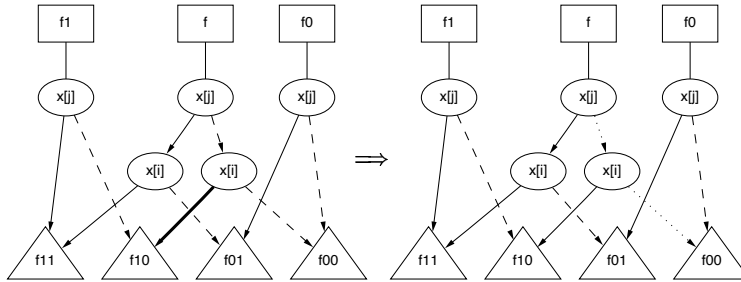 f1 f f0 f1 f f0
x[j] x[j] x[j] x[j] x[j] x[j]
x[i] x[i] x[i] x[i]
f11 f10 f01 f00 f11 f10 f01 f00